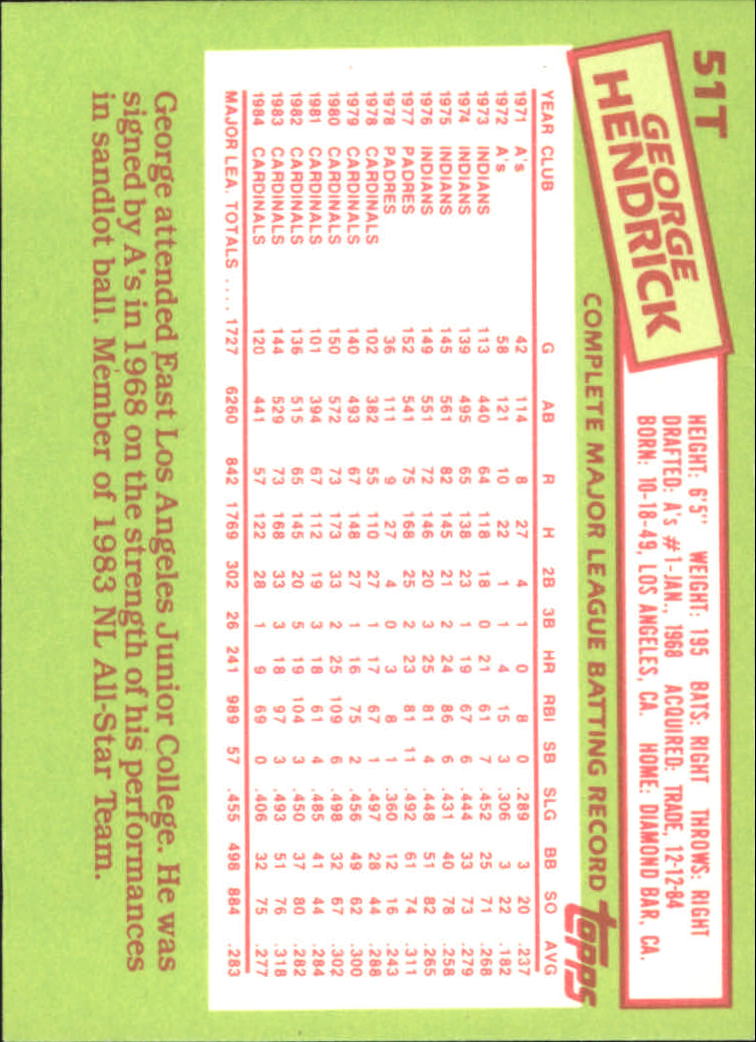 51T
GEORGE
HENDRICK
HEIGHT: 6'5" WEIGHT: 195 BATS: RIGHT THROWS: RIGHT
DRAFTED: A's #1-JAN., 1968 ACQUIRED: TRADE, 12-12-84
BORN: 10-18-49, LOS ANGELES, CA. HOME: DIAMOND BAR, CA.
COMPLETE MAJOR LEAGUE BATTING RECORD topps
YEAR CLUB G AB R H 2B 3B HR RBI SB SLG BB SO AVG
1971 A's 42 114 8 27 4 1 0 8 0 .289 3 20 .237
1972 A's 58 121 10 22 1 1 4 15 3 .306 3 22 .182
1973 INDIANS 113 440 64 118 18 0 21 61 7 .452 25 71 .268
1974 INDIANS 139 495 65 138 23 1 19 67 6 .444 33 73 .279
1975 INDIANS 145 561 82 145 21 2 24 86 6 .431 40 78 .258
1976 INDIANS 149 551 72 146 20 3 25 81 4 .448 51 82 .265
1977 PADRES 152 541 75 168 25 2 23 81 11 .492 61 74 .311
1978 PADRES 36 111 9 27 4 0 3 8 1 .360 12 16 .243
1978 CARDINALS 102 382 55 110 27 1 17 67 1 .497 28 44 .288
1979 CARDINALS 140 493 67 148 27 1 16 75 2 .456 49 62 .300
1980 CARDINALS 150 572 73 173 33 2 25 109 6 .498 32 67 .302
1981 CARDINALS 101 394 67 112 19 3 18 61 4 .485 41 44 .284
1982 CARDINALS 136 515 65 145 20 5 19 104 3 .450 37 80 .282
1983 CARDINALS 144 529 73 168 33 3 18 97 3 .493 51 76 .318
1984 CARDINALS 120 441 57 122 28 1 9 69 0 .406 32 75 .277
MAJOR LEA. TOTALS .... 1727 6260 842 1769 302 26 241 989 57 .455 498 884 .283
George attended East Los Angeles Junior College. He was
signed by A's in 1968 on the strength of his performances
in sandlot ball. Member of 1983 NL All-Star Team.